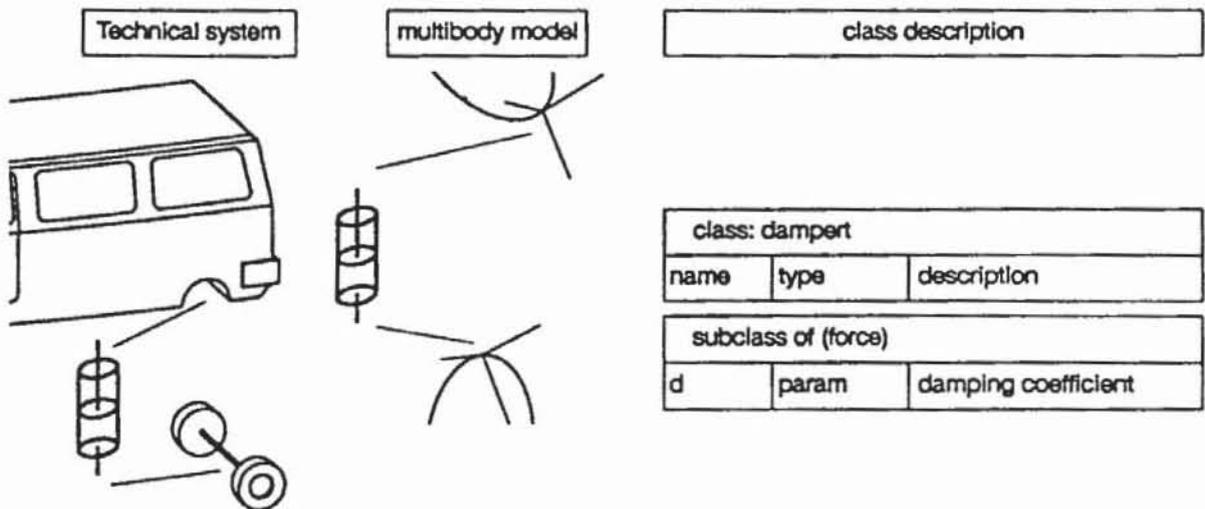 Technical system
multibody model
class description
class: dampert
name type description
subclass of (force)
d param damping coefficient